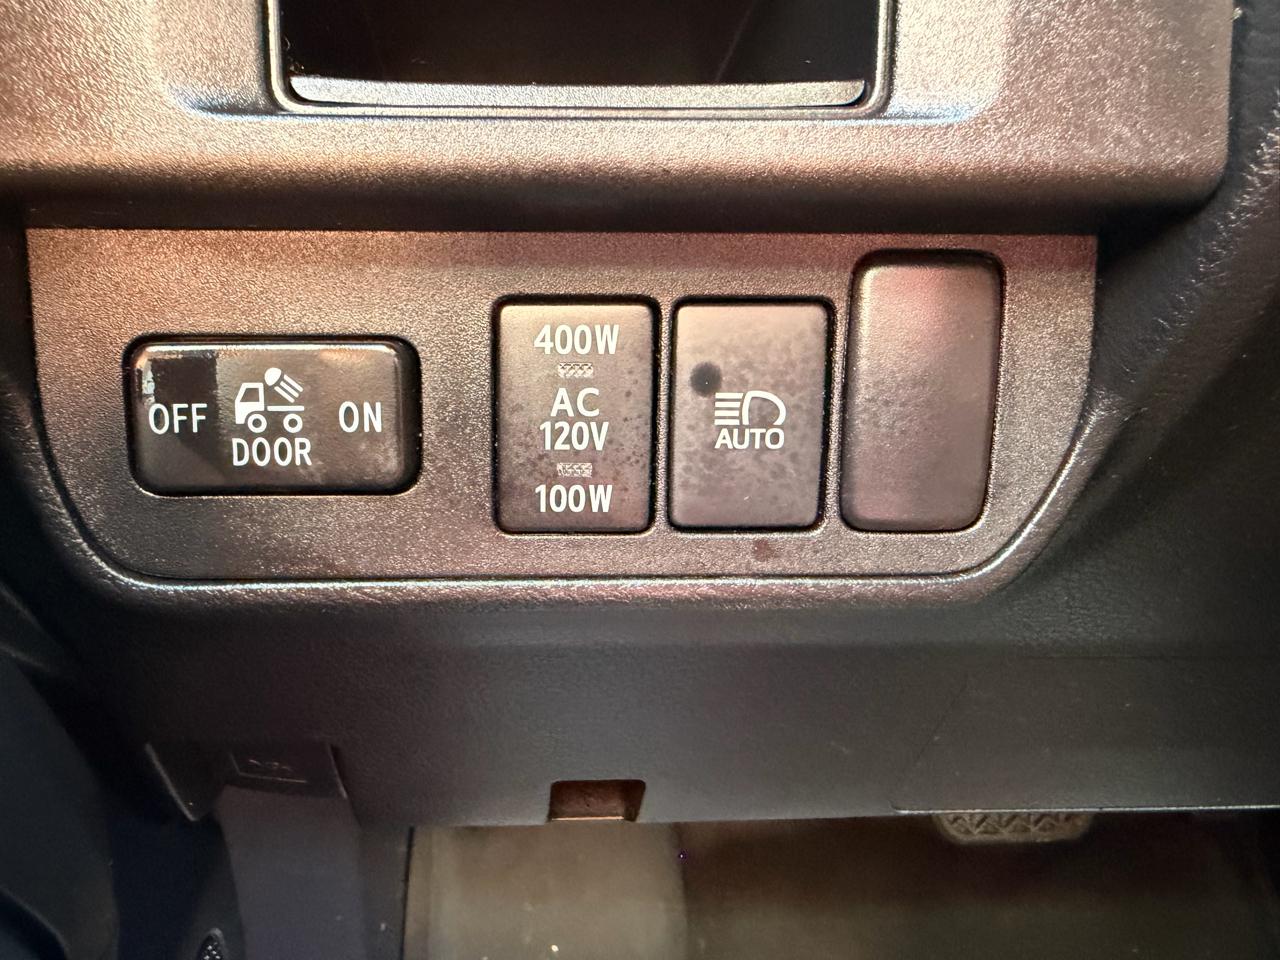 OFF
ON
DOOR
400W
AC
120V
100W
AUTO